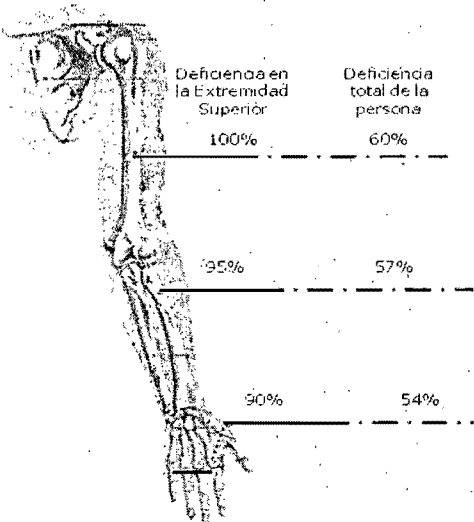 Deficiencia en
la Extremidad
Superior
Deficiencia
total de la
persona
100% 60%
95% 57%
90% 54%